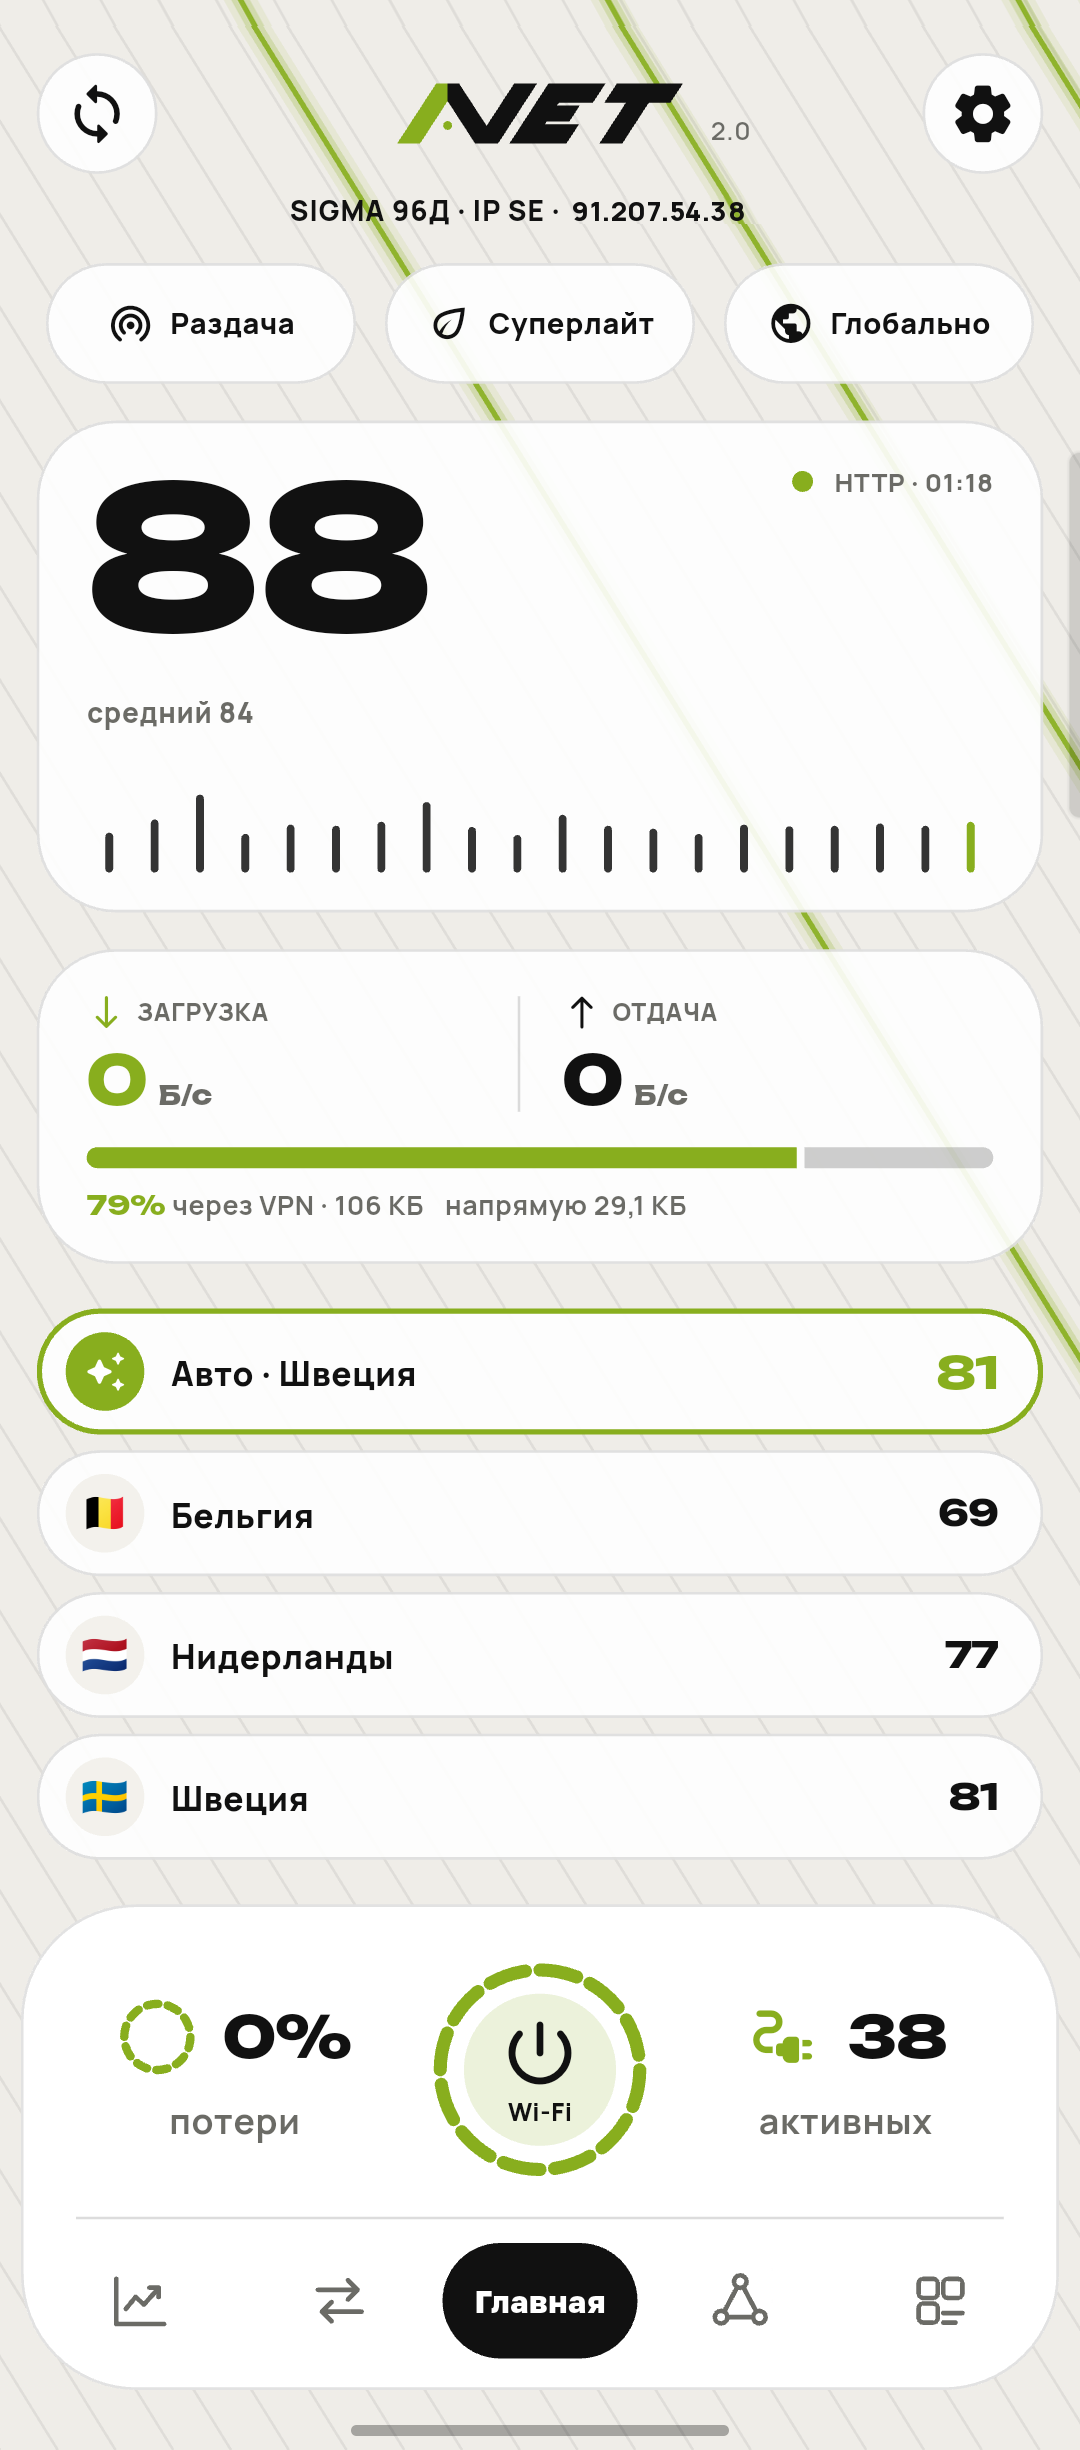 NET 2.0
SIGMA 96Д · IP SE · 91.207.54.38
Раздача
Суперлайт
Глобально
88
HTTP · 01:18
средний 84
ЗАГРУЗКА
0 Б/с
ОТДАЧА
0 Б/с
79% через VPN · 106 КБ напрямую 29,1 КБ
Авто · Швеция 81
Бельгия 69
Нидерланды 77
Швеция 81
0%
потери
Wi-Fi
38
активных
Главная